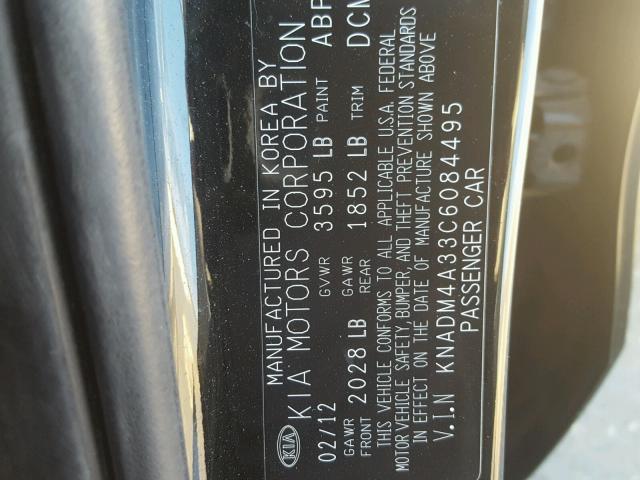 KIA
MANUFACTURED IN KOREA BY
KIA MOTORS CORPORATION
02/12 GVWR 3595 LB PAINT ABP
GAWR FRONT 2028 LB GAWR REAR 1852 LB TRIM
THIS VEHICLE CONFORMS TO ALL APPLICABLE U.S.A. FEDERAL
MOTOR VEHICLE SAFETY, BUMPER, AND THEFT PREVENTION STANDARDS
IN EFFECT ON THE DATE OF MANUFACTURE SHOWN ABOVE
V.I.N KNADM4A33C6084495
PASSENGER CAR